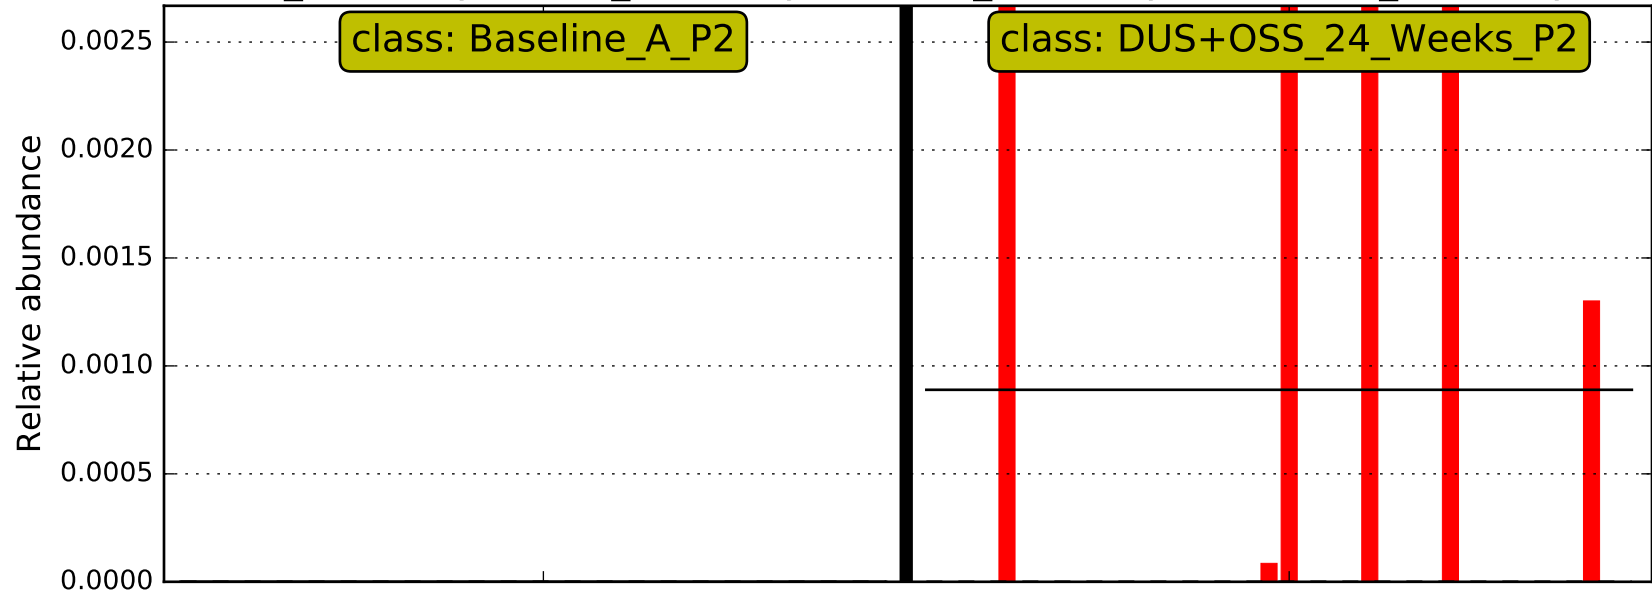 class: Baseline_A_P2
class: DUS+OSS_24_Weeks_P2
Relative abundance
0.0025
0.0020
0.0015
0.0010
0.0005
0.0000